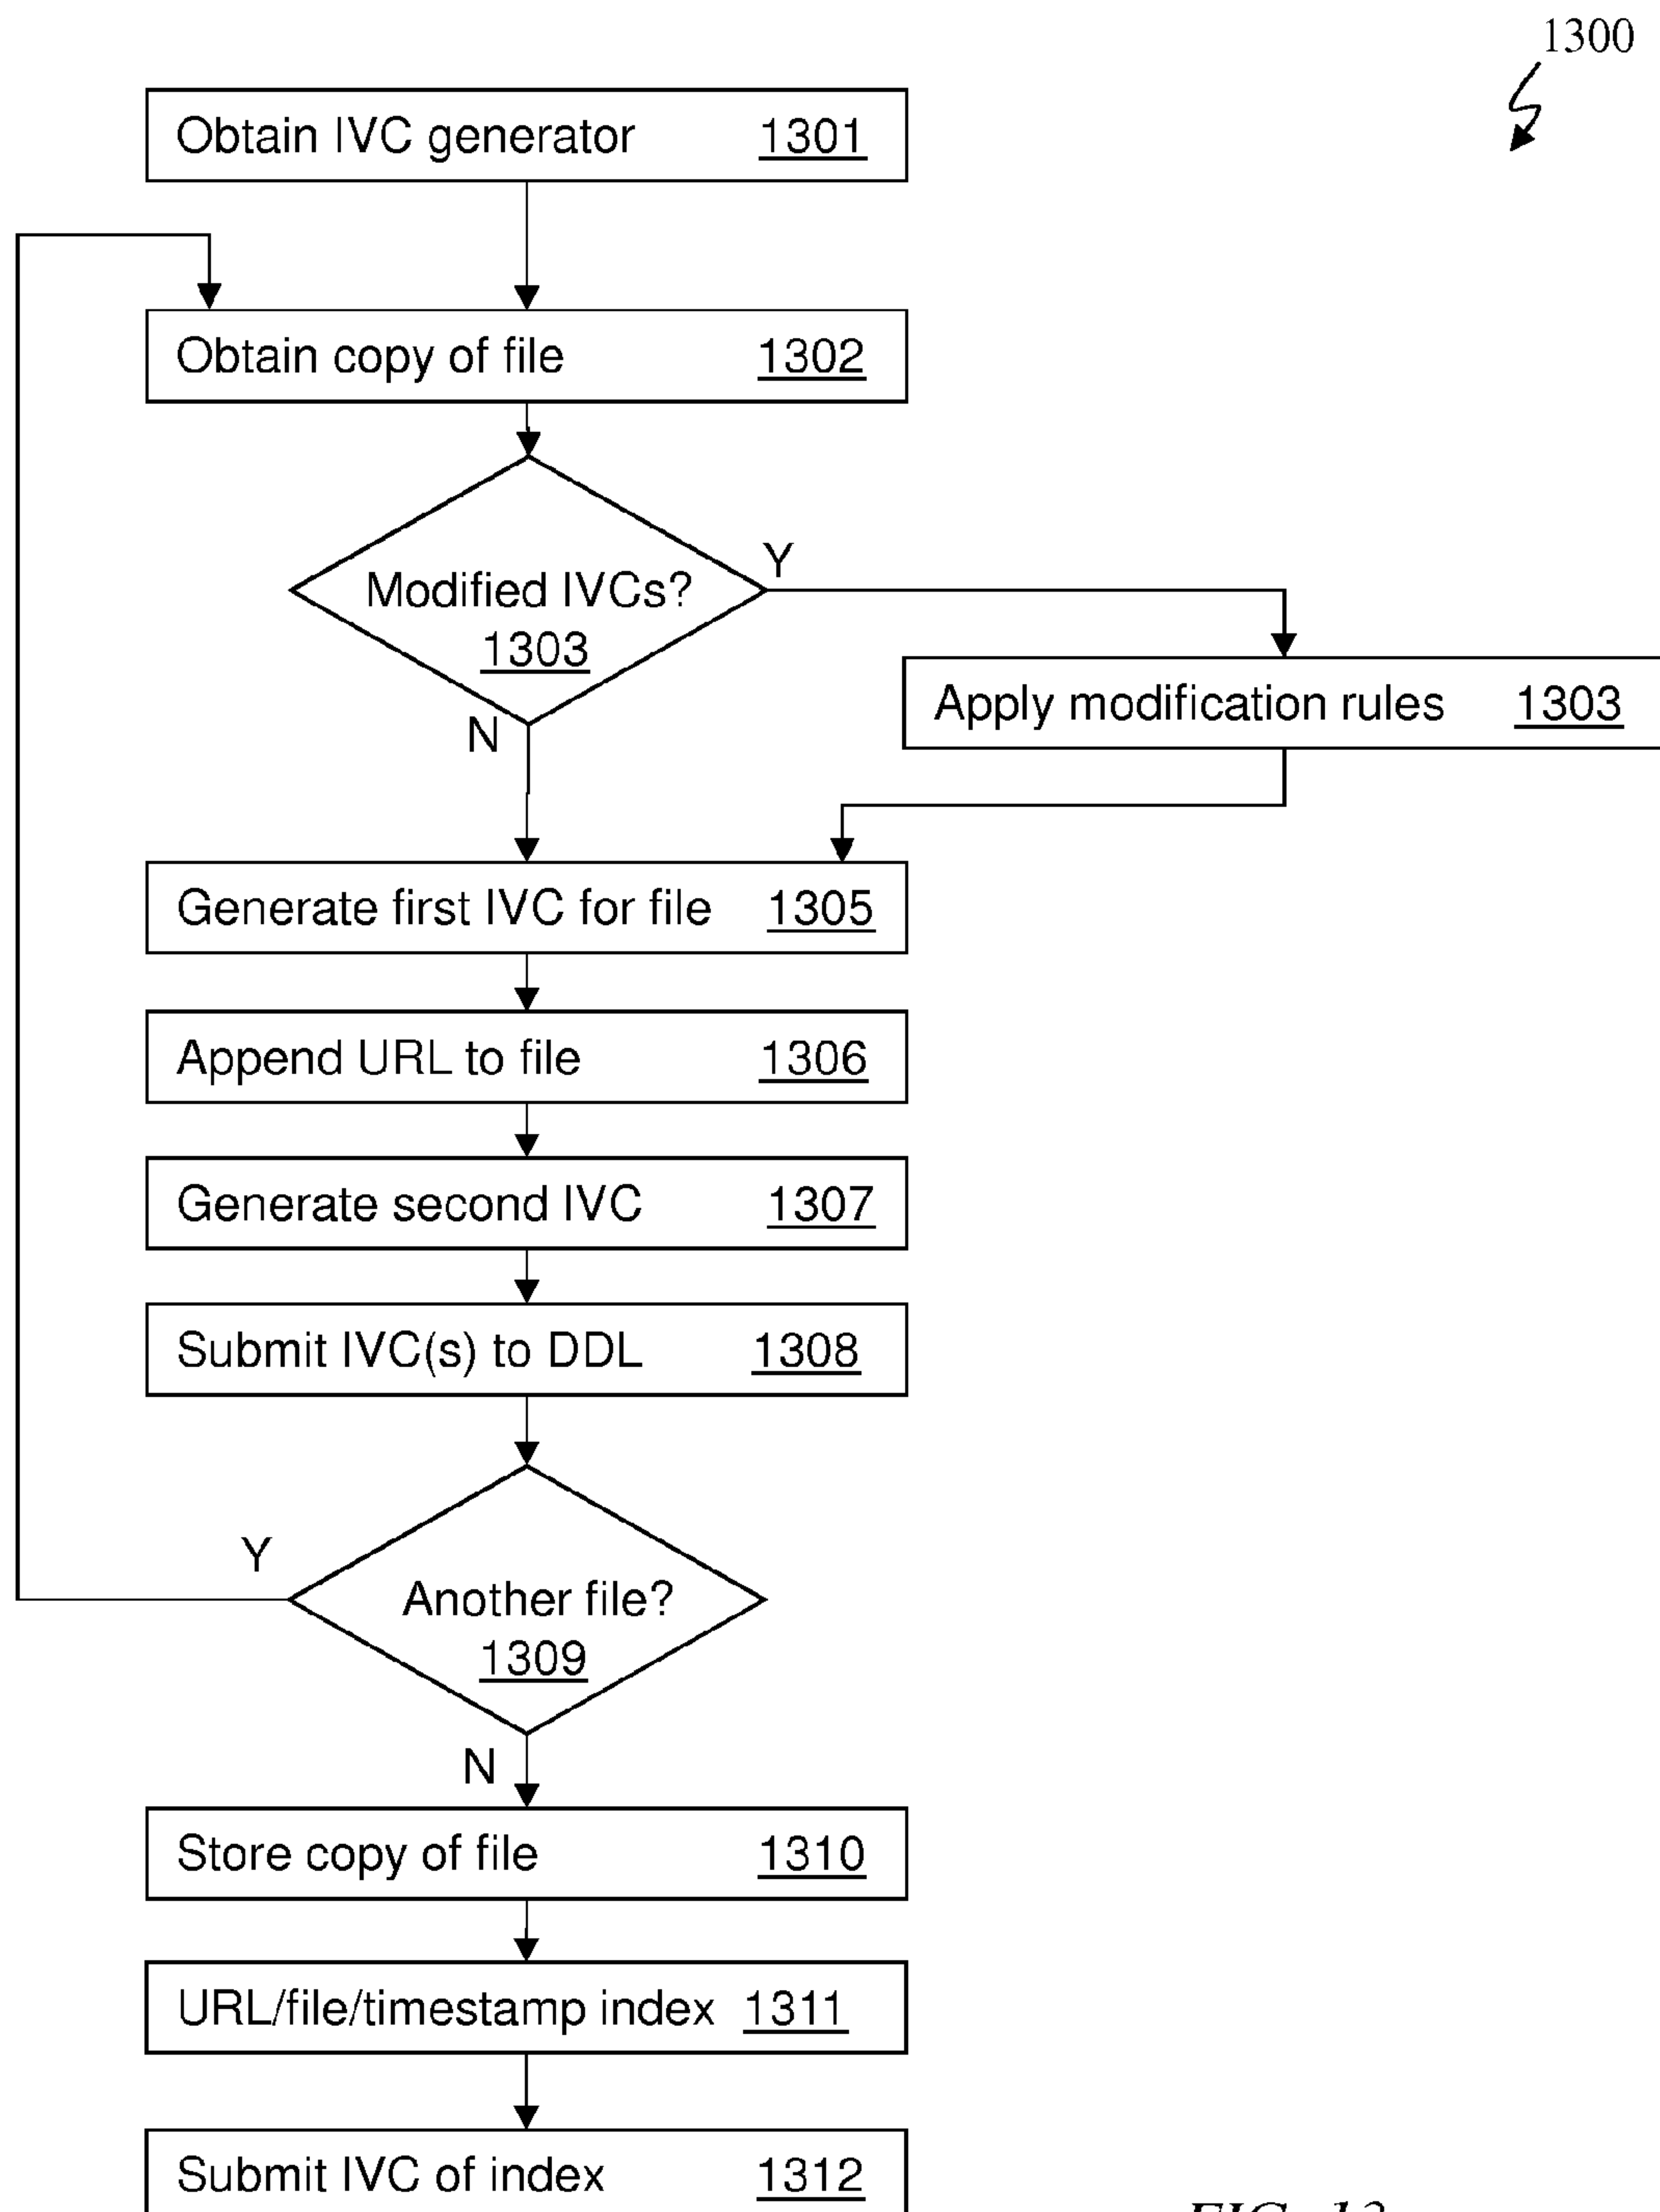 1300
Obtain IVC generator 1301
Obtain copy of file 1302
Modified IVCs?
1303
Y
N
Apply modification rules 1303
Generate first IVC for file 1305
Append URL to file 1306
Generate second IVC 1307
Submit IVC(s) to DDL 1308
Another file?
1309
Y
N
Store copy of file 1310
URL/file/timestamp index 1311
Submit IVC of index 1312
FIG. 13